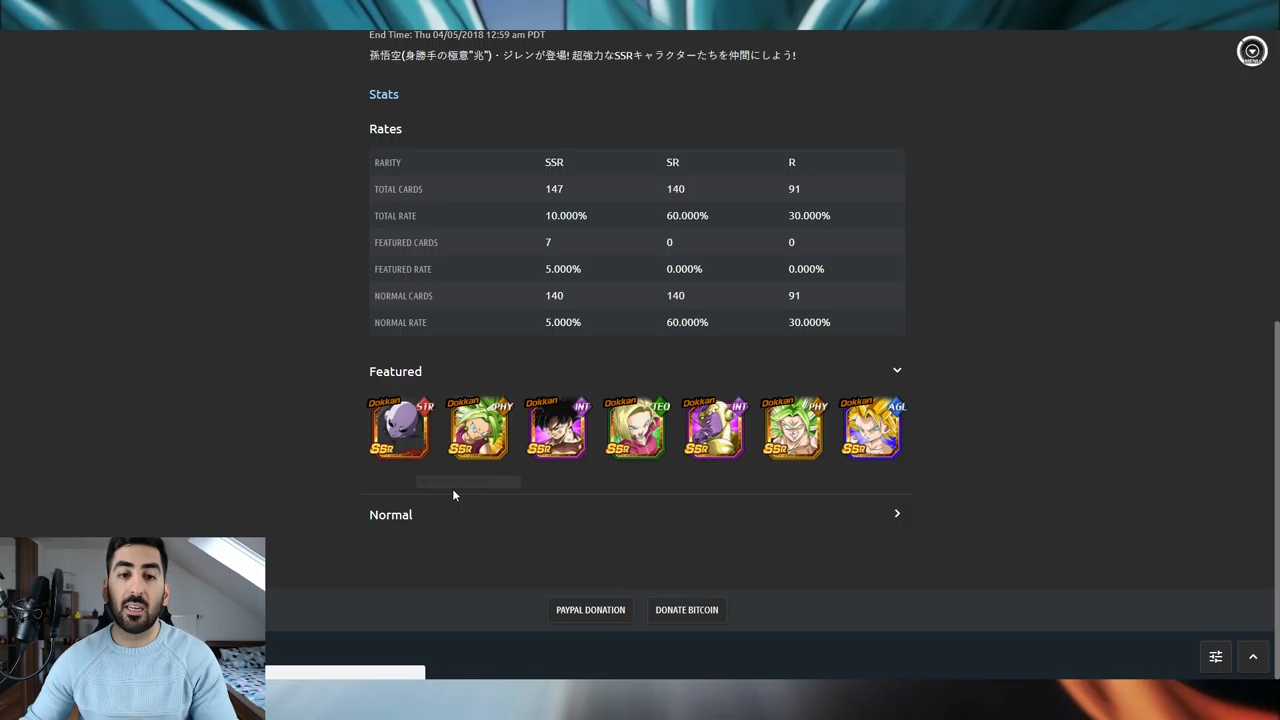 End Time: Thu 04/05/2018 12:59 am PDT
孫悟空(身勝手の極意"兆")・ジレンが登場! 超強力なSSRキャラクターたちを仲間にしよう!
MENU
Stats
Rates
RARITY SSR SR R
TOTAL CARDS 147 140 91
TOTAL RATE 10.000% 60.000% 30.000%
FEATURED CARDS 7 0 0
FEATURED RATE 5.000% 0.000% 0.000%
NORMAL CARDS 140 140 91
NORMAL RATE 5.000% 60.000% 30.000%
Featured
Dokkan STR Dokkan PHY Dokkan INT Dokkan TEQ Dokkan INT Dokkan PHY Dokkan AGL
SSR SSR SSR SSR SSR SSR SSR
Normal
PAYPAL DONATION DONATE BITCOIN